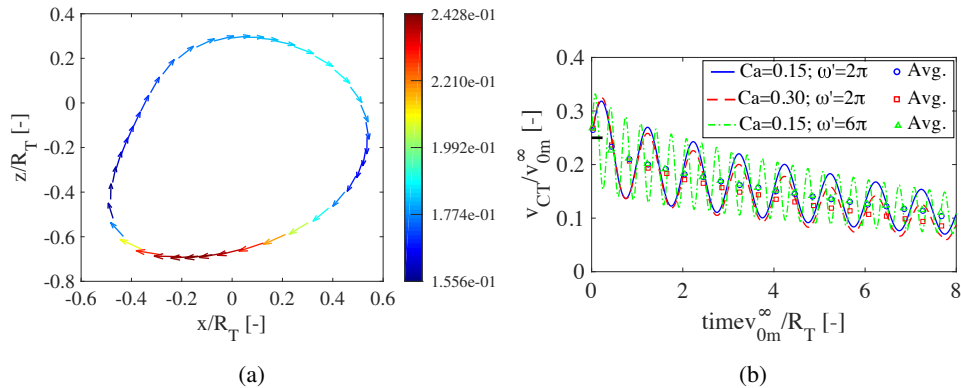 0.4
0.2
0
-0.2
-0.4
-0.6
-0.8
z/R_T [-]
-0.6 -0.4 -0.2 0 0.2 0.4 0.6
x/R_T [-]
2.428e-01
2.210e-01
1.992e-01
1.774e-01
1.556e-01
(a)
0.4
0.3
0.2
0.1
0
v_CT/v^∞_0m [-]
Ca=0.15; ω'=2π Avg.
Ca=0.30; ω'=2π Avg.
Ca=0.15; ω'=6π Avg.
0 2 4 6 8
timev^∞_0m/R_T [-]
(b)